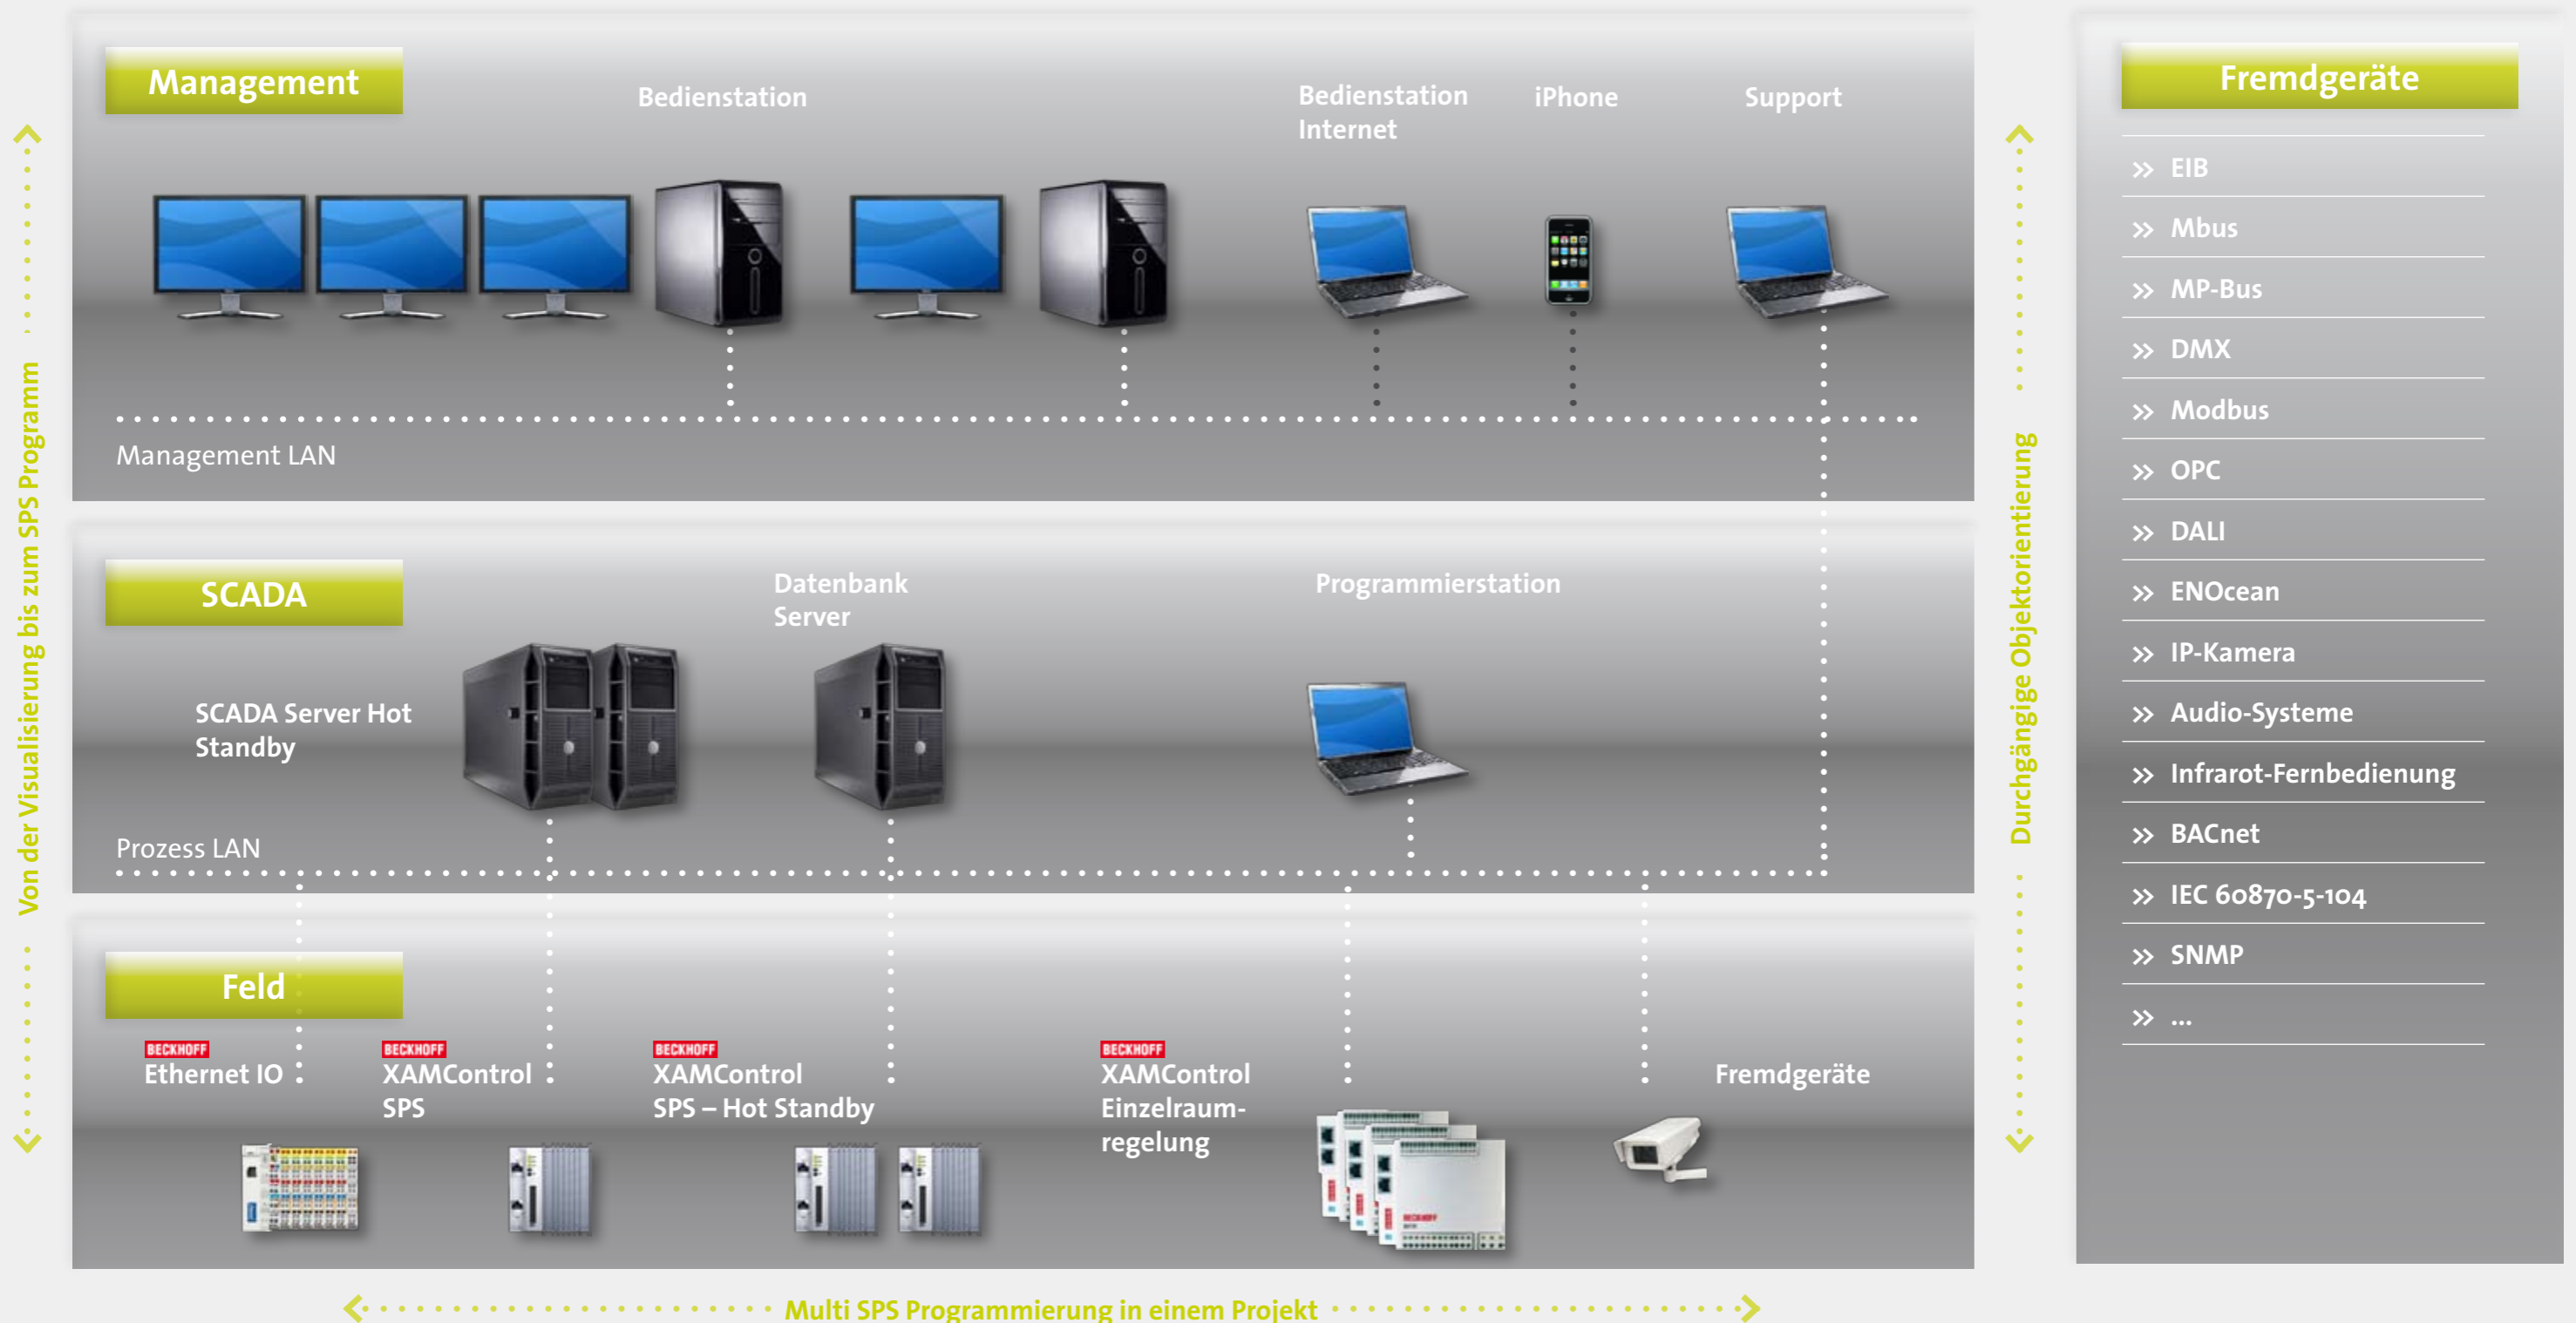 Management
Bedienstation
Bedienstation
Internet
iPhone
Support
Management LAN
SCADA
Datenbank
Server
Programmierstation
SCADA Server Hot
Standby
Prozess LAN
Feld
BECKHOFF
Ethernet IO
BECKHOFF
XAMControl
SPS
BECKHOFF
XAMControl
SPS – Hot Standby
BECKHOFF
XAMControl
Einzelraum-
regelung
BECKHOFF
Fremdgeräte
Von der Visualisierung bis zum SPS Programm
Durchgängige Objektorientierung
Multi SPS Programmierung in einem Projekt
Fremdgeräte
» EIB
» Mbus
» MP-Bus
» DMX
» Modbus
» OPC
» DALI
» ENOcean
» IP-Kamera
» Audio-Systeme
» Infrarot-Fernbedienung
» BACnet
» IEC 60870-5-104
» SNMP
» ...